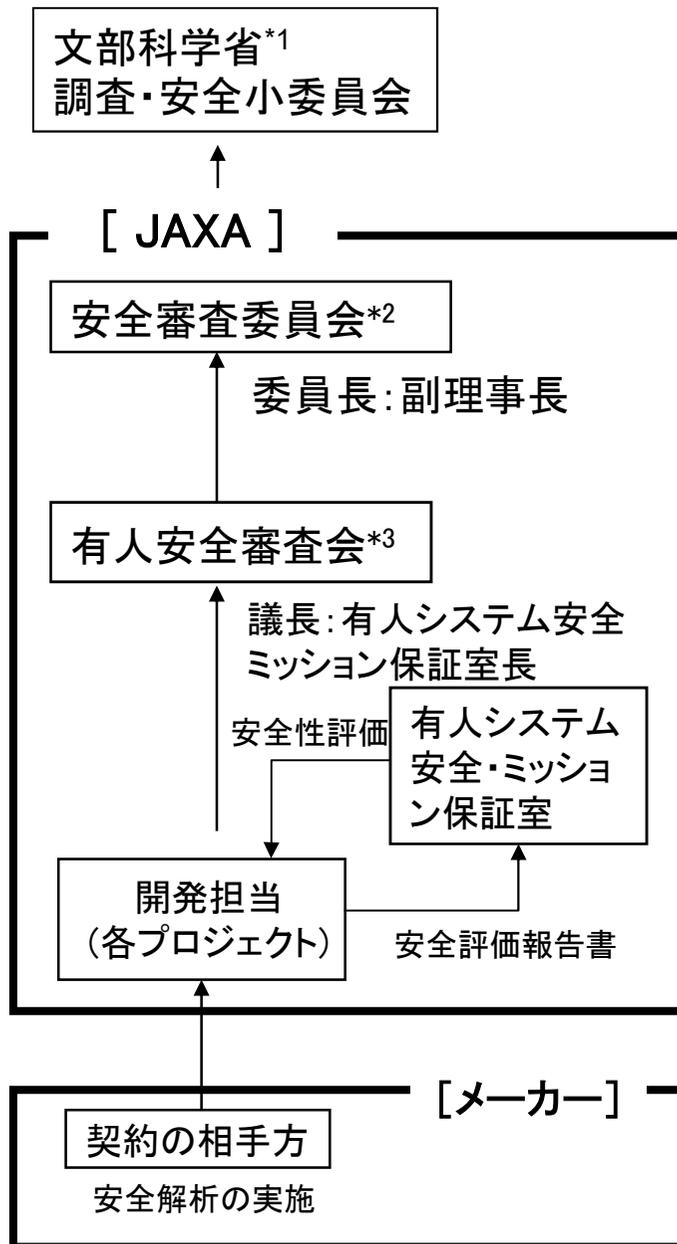 文部科学省*1
調査・安全小委員会
[ JAXA ]
安全審査委員会*2
委員長：副理事長
有人安全審査会*3
議長：有人システム安全
ミッション保証室長
安全性評価
有人システム
安全・ミッショ
ン保証室
開発担当
（各プロジェクト）
安全評価報告書
[メーカー]
契約の相手方
安全解析の実施